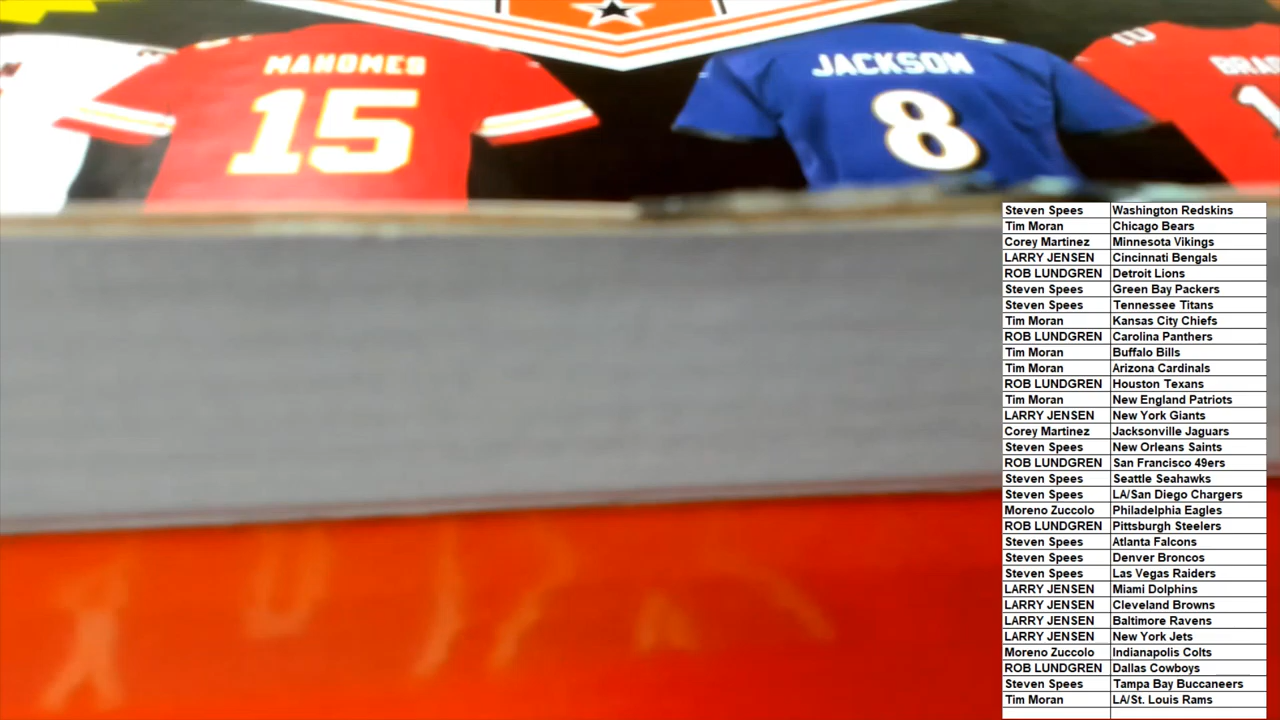 MAHOMES
15
JACKSON
8
10
Steven Spees Washington Redskins
Tim Moran Chicago Bears
Corey Martinez Minnesota Vikings
LARRY JENSEN Cincinnati Bengals
ROB LUNDGREN Detroit Lions
Steven Spees Green Bay Packers
Steven Spees Tennessee Titans
Tim Moran Kansas City Chiefs
ROB LUNDGREN Carolina Panthers
Tim Moran Buffalo Bills
Tim Moran Arizona Cardinals
ROB LUNDGREN Houston Texans
Tim Moran New England Patriots
LARRY JENSEN New York Giants
Corey Martinez Jacksonville Jaguars
Steven Spees New Orleans Saints
ROB LUNDGREN San Francisco 49ers
Steven Spees Seattle Seahawks
Steven Spees LA/San Diego Chargers
Moreno Zuccolo Philadelphia Eagles
ROB LUNDGREN Pittsburgh Steelers
Steven Spees Atlanta Falcons
Steven Spees Denver Broncos
Steven Spees Las Vegas Raiders
LARRY JENSEN Miami Dolphins
LARRY JENSEN Cleveland Browns
LARRY JENSEN Baltimore Ravens
LARRY JENSEN New York Jets
Moreno Zuccolo Indianapolis Colts
ROB LUNDGREN Dallas Cowboys
Steven Spees Tampa Bay Buccaneers
Tim Moran LA/St. Louis Rams